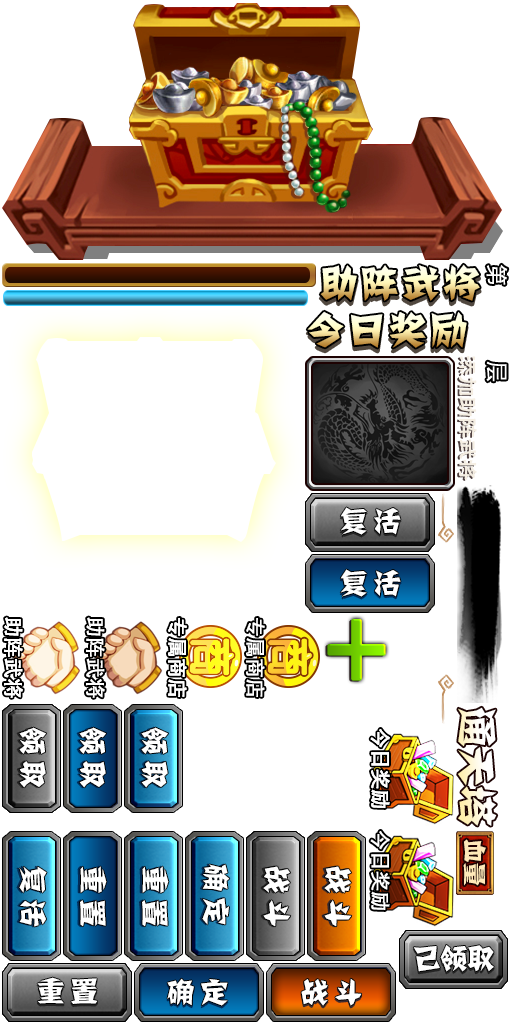 助阵武将
今日奖励
第
层
添加助阵武将
复活
复活
助阵武将
助阵武将
商
专属商店
商
专属商店
通天塔
今日奖励
领取
领取
领取
血量
今日奖励
复活
重置
重置
确定
战斗
战斗
已领取
重置
确定
战斗